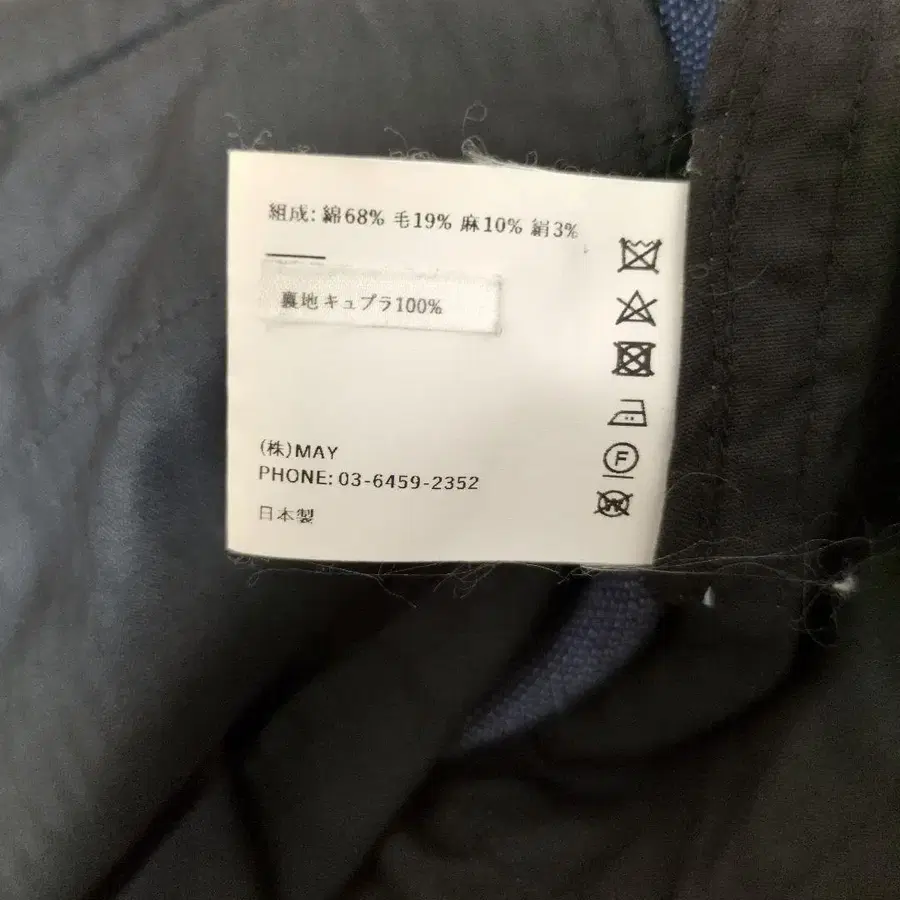 組成: 綿68% 毛19% 麻10% 絹3%
裏地 キュプラ100%
(株)MAY
PHONE: 03-6459-2352
日本製
F
W